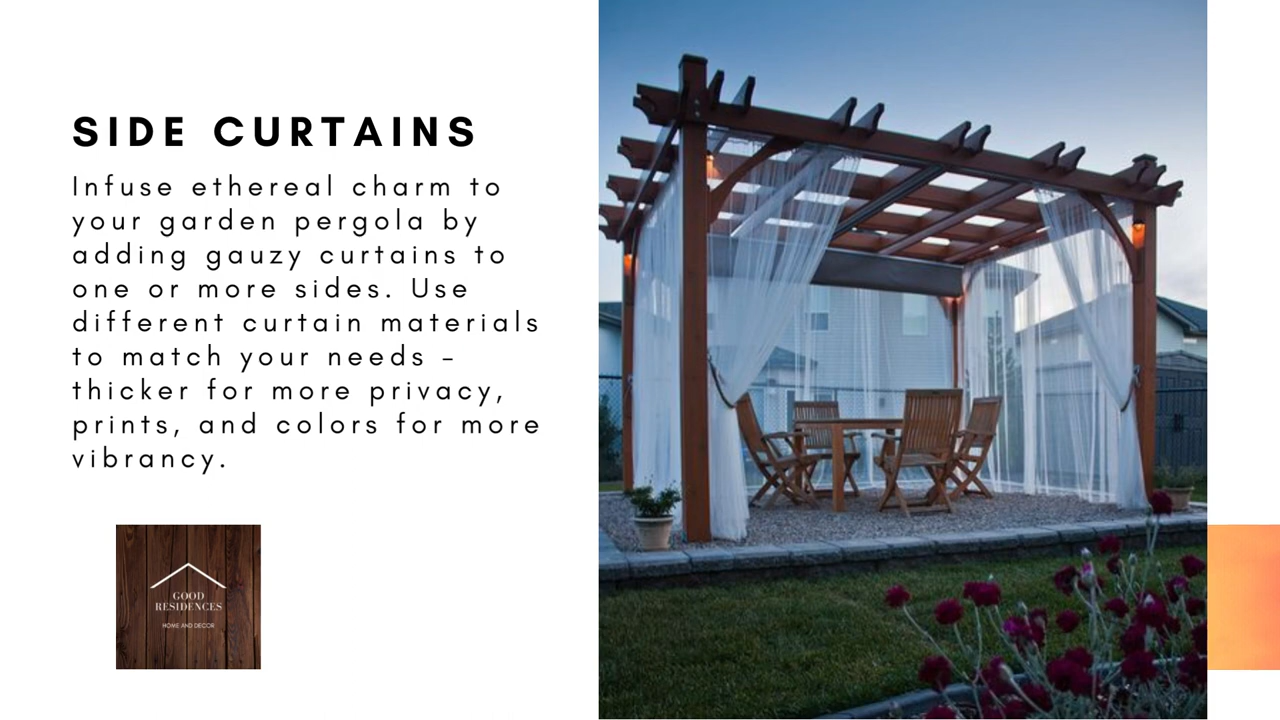 SIDE CURTAINS
Infuse ethereal charm to
your garden pergola by
adding gauzy curtains to
one or more sides. Use
different curtain materials
to match your needs –
thicker for more privacy,
prints, and colors for more
vibrancy.
GOOD
RESIDENCES
HOME AND DECOR